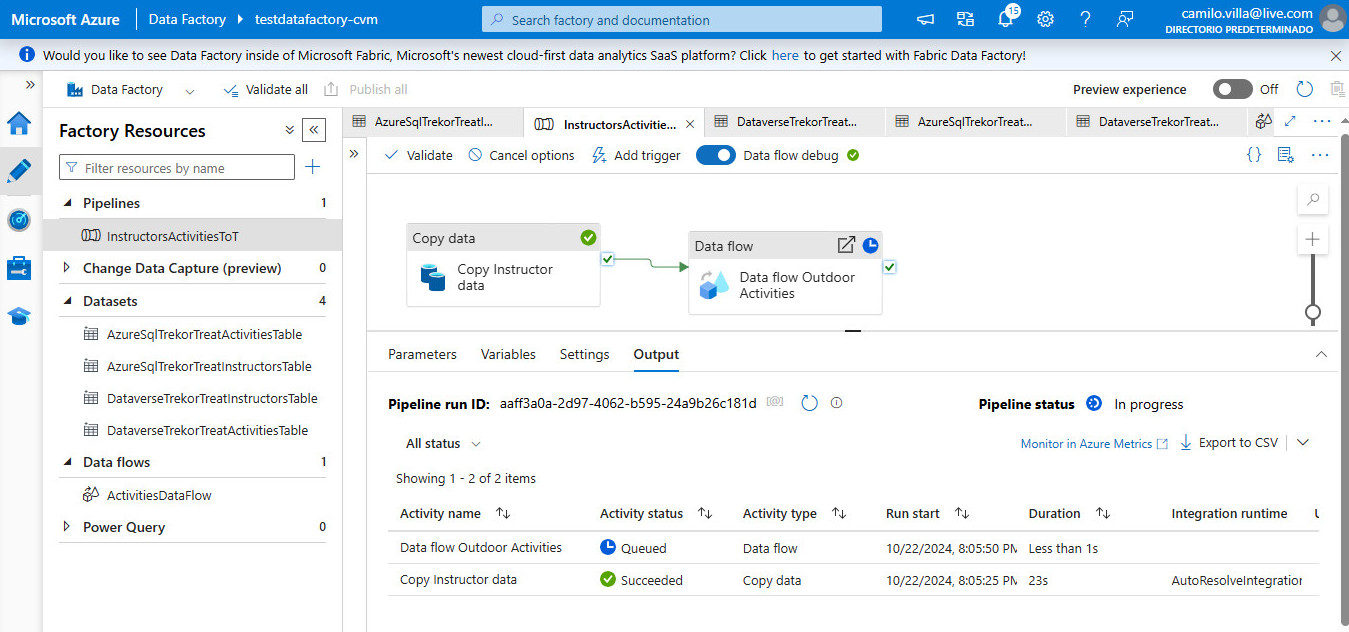 Microsoft Azure
Data Factory
testdatafactory-cvm
Search factory and documentation
15
camilo.villa@live.com
DIRECTORIO PREDETERMINADO
Would you like to see Data Factory inside of Microsoft Fabric, Microsoft's newest cloud-first data analytics SaaS platform? Click here to get started with Fabric Data Factory!
Data Factory
Validate all
Publish all
Preview experience
Off
Factory Resources
Filter resources by name
Pipelines 1
InstructorsActivitiesToT
Change Data Capture (preview) 0
Datasets 4
AzureSqlTrekorTreatActivitiesTable
AzureSqlTrekorTreatInstructorsTable
DataverseTrekorTreatInstructorsTable
DataverseTrekorTreatActivitiesTable
Data flows 1
ActivitiesDataFlow
Power Query 0
AzureSqlTrekorTreatI...
InstructorsActivitie...
DataverseTrekorTreat...
AzureSqlTrekorTreat...
DataverseTrekorTreat...
Validate
Cancel options
Add trigger
Data flow debug
Copy data
Copy Instructor
data
Data flow
Data flow Outdoor
Activities
Parameters
Variables
Settings
Output
Pipeline run ID: aaff3a0a-2d97-4062-b595-24a9b26c181d
Pipeline status In progress
All status
Monitor in Azure Metrics
Export to CSV
Showing 1 - 2 of 2 items
Activity name Activity status Activity type Run start Duration Integration runtime
Data flow Outdoor Activities Queued Data flow 10/22/2024, 8:05:50 PM Less than 1s
Copy Instructor data Succeeded Copy data 10/22/2024, 8:05:25 PM 23s AutoResolveIntegration